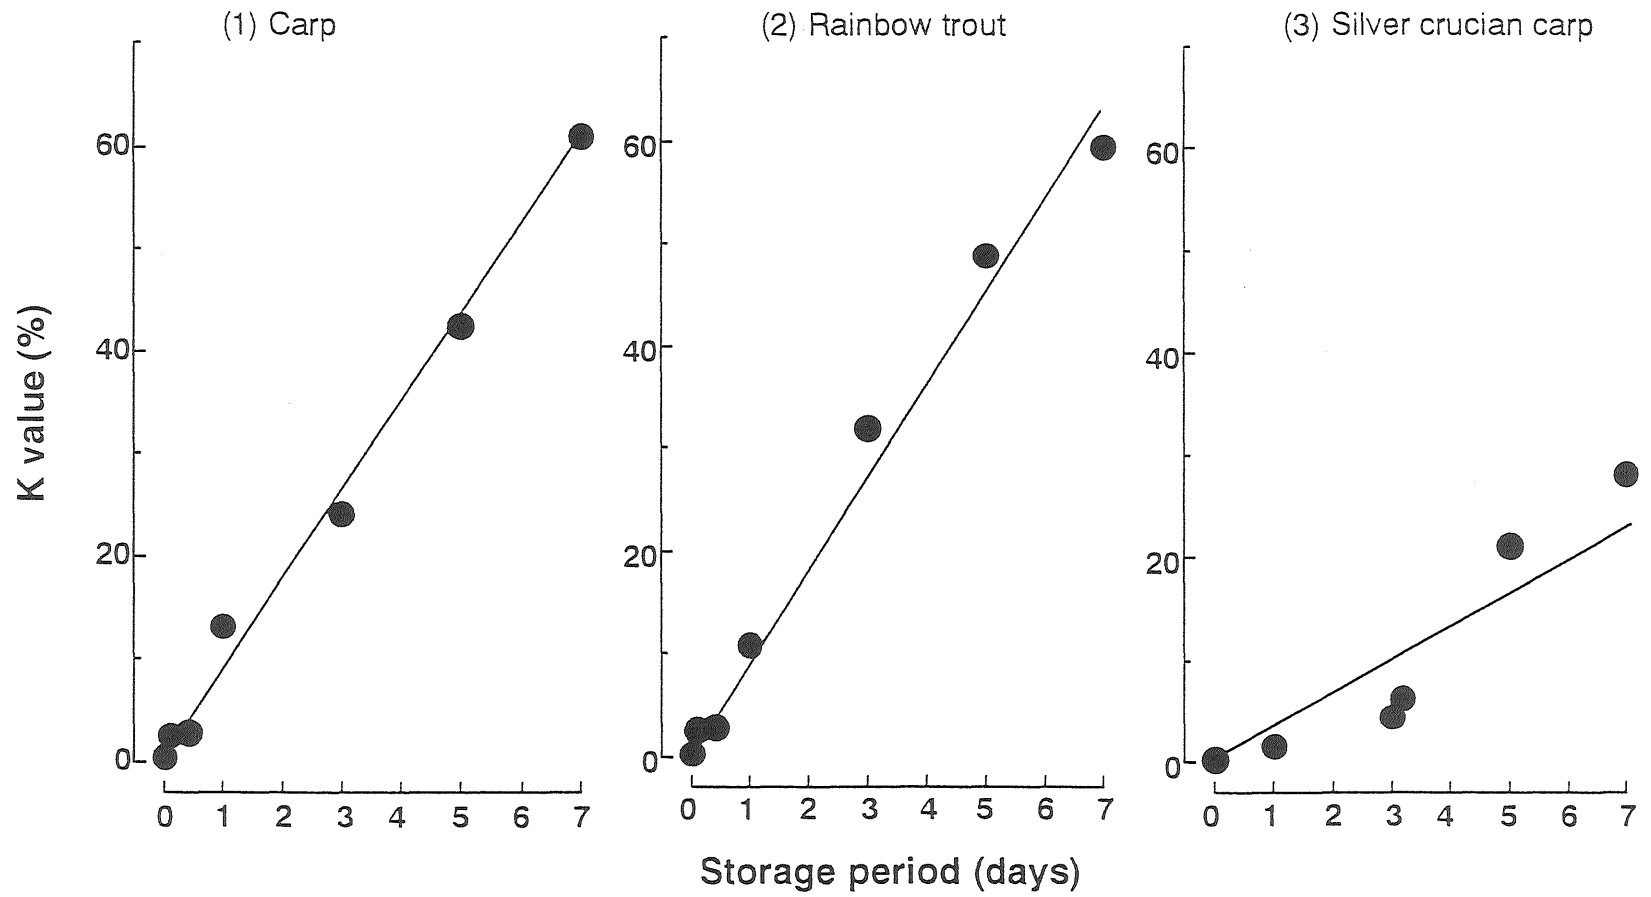 (1) Carp
(2) Rainbow trout
(3) Silver crucian carp
K value (%)
60
40
20
0
0 1 2 3 4 5 6 7
60
40
20
0
0 1 2 3 4 5 6 7
60
40
20
0
0 1 2 3 4 5 6 7
Storage period (days)